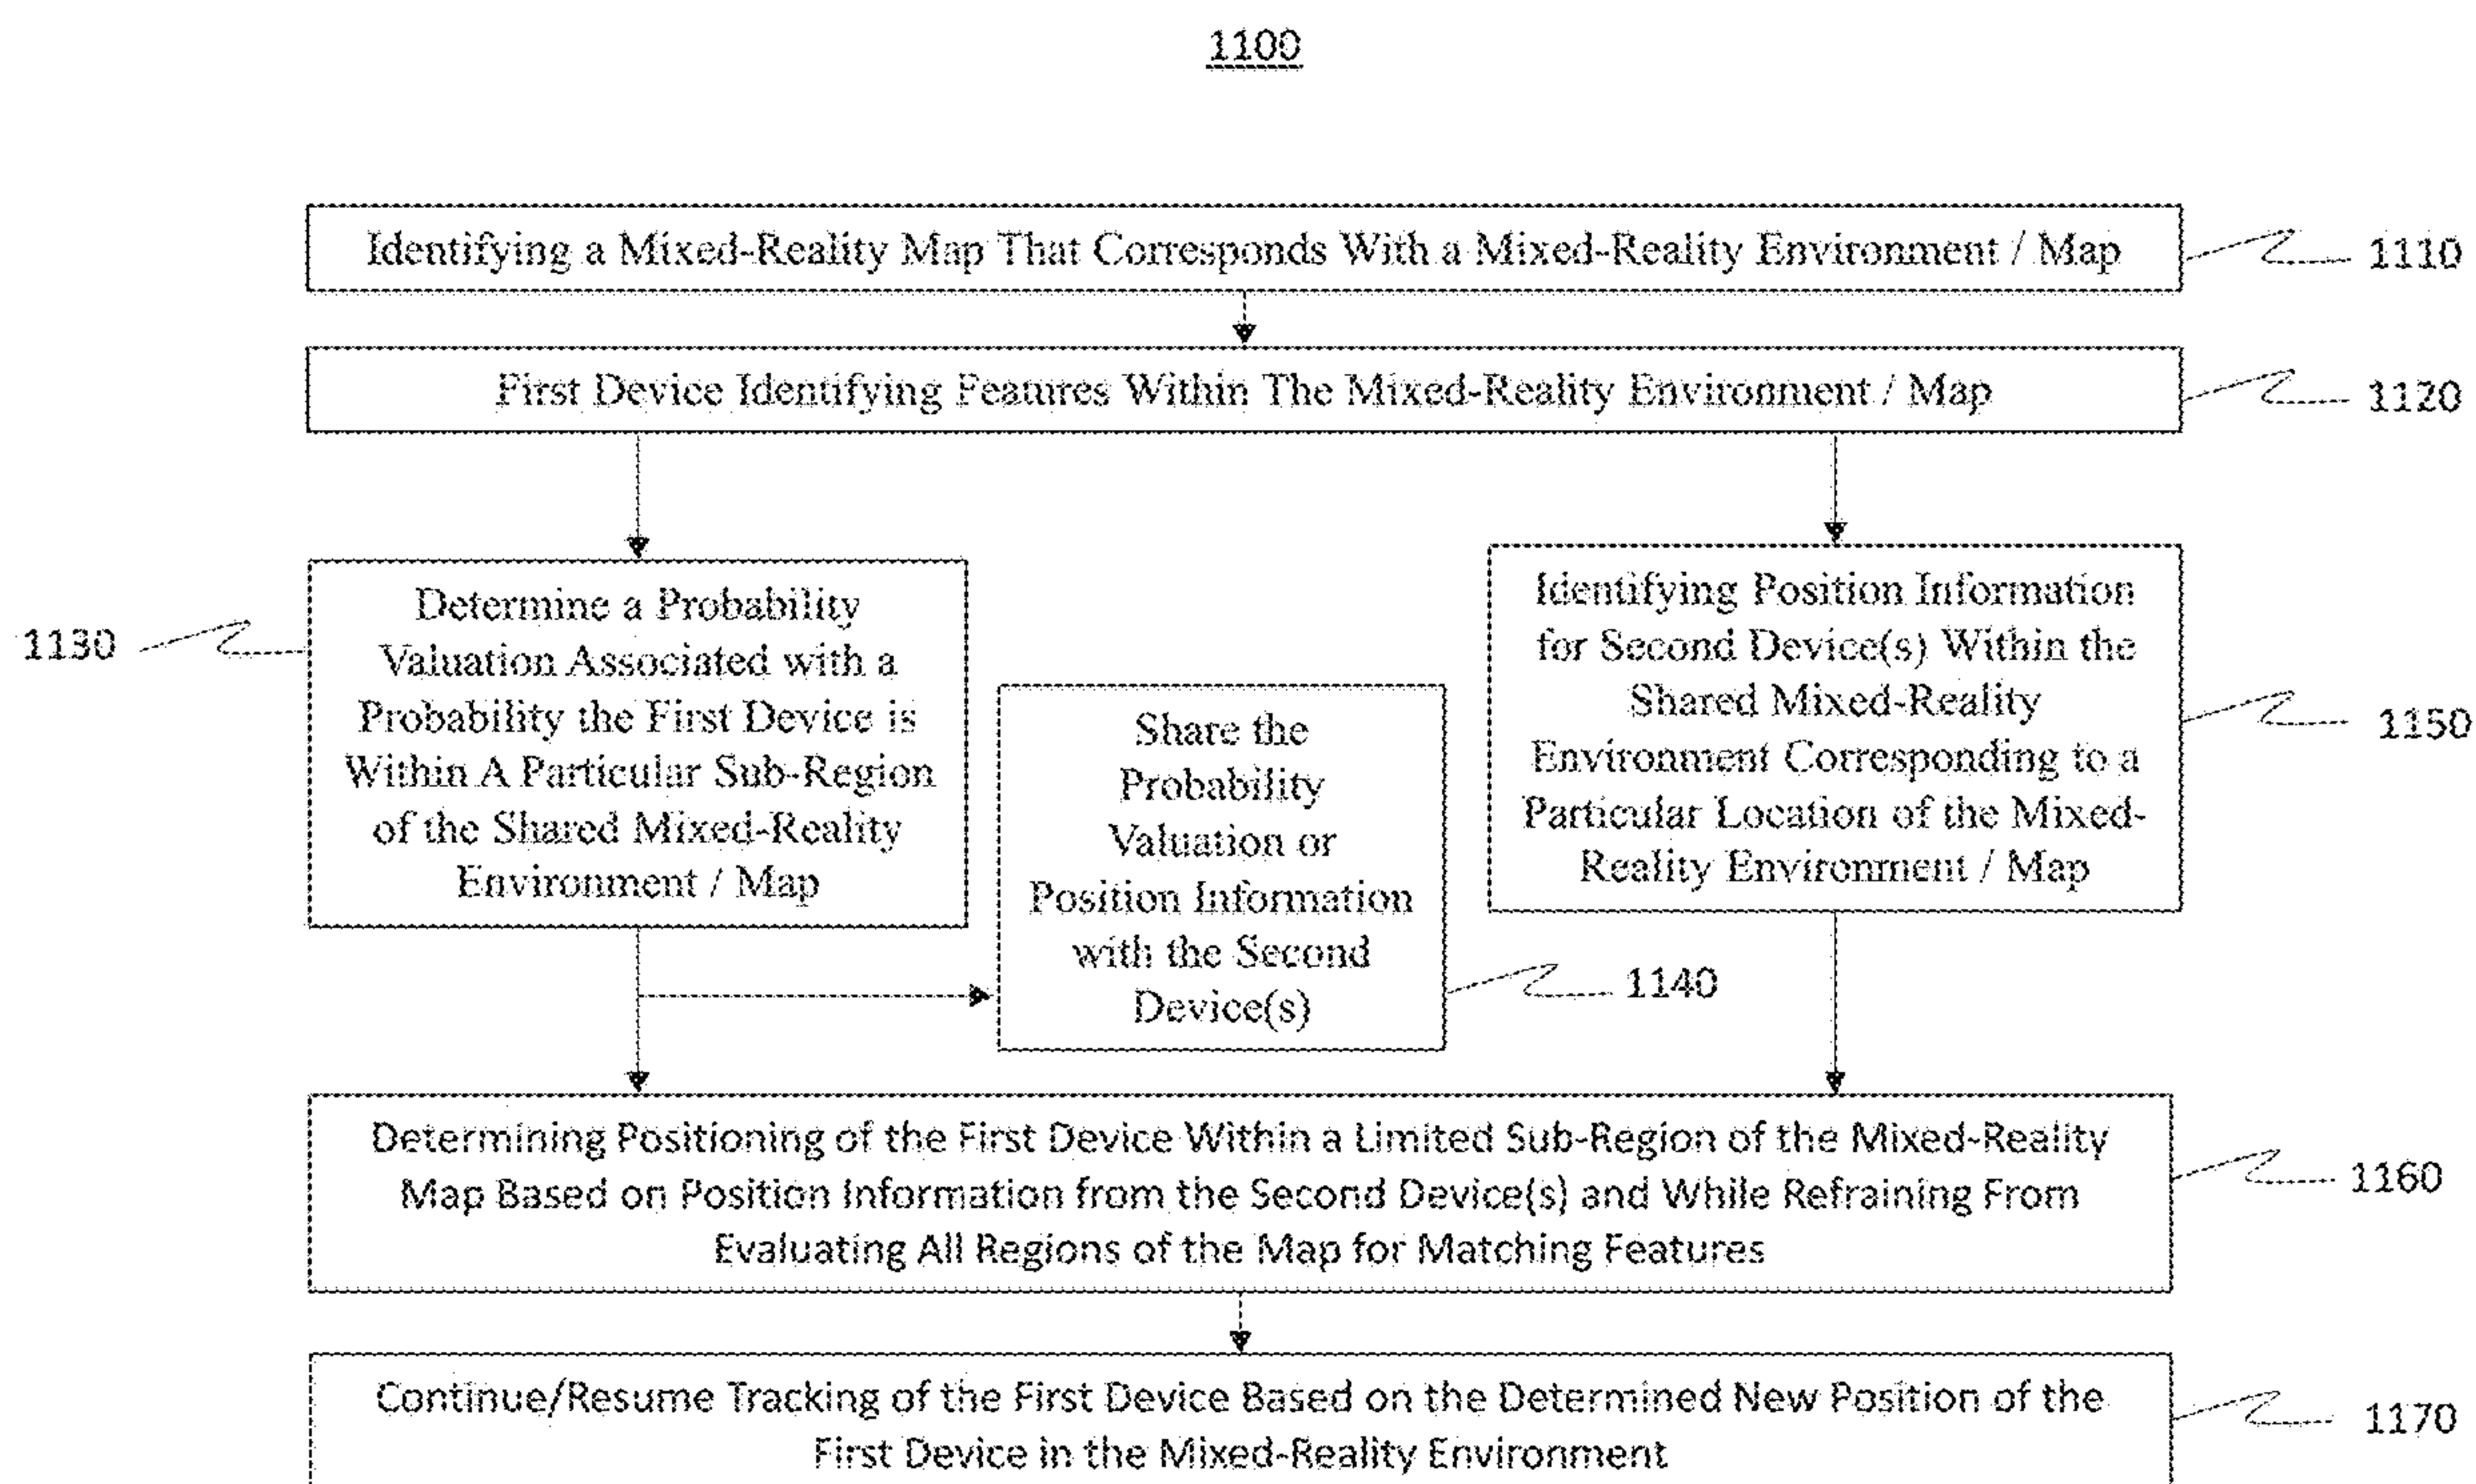 1100
Identifying a Mixed-Reality Map That Corresponds With a Mixed-Reality Environment / Map
1110
First Device Identifying Features Within The Mixed-Reality Environment / Map
1120
1130
Determine a Probability
Valuation Associated with a
Probability the First Device is
Within A Particular Sub-Region
of the Shared Mixed-Reality
Environment / Map
Share the
Probability
Valuation or
Position Information
with the Second
Device(s)
1140
Identifying Position Information
for Second Device(s) Within the
Shared Mixed-Reality
Environment Corresponding to a
Particular Location of the Mixed-
Reality Environment / Map
1150
Determining Positioning of the First Device Within a Limited Sub-Region of the Mixed-Reality
Map Based on Position Information from the Second Device(s) and While Refraining From
Evaluating All Regions of the Map for Matching Features
1160
Continue/Resume Tracking of the First Device Based on the Determined New Position of the
First Device in the Mixed-Reality Environment
1170